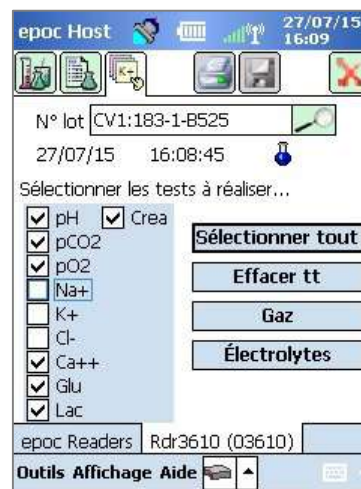 epoc Host 27/07/15
16:09
K+
N° lot CV1:183-1-B525
27/07/15 16:08:45
Sélectionner les tests à réaliser...
pH Crea
pCO2
pO2
Na+
K+
Cl-
Ca++
Glu
Lac
Sélectionner tout
Effacer tt
Gaz
Électrolytes
epoc Readers Rdr3610 (03610)
Outils Affichage Aide